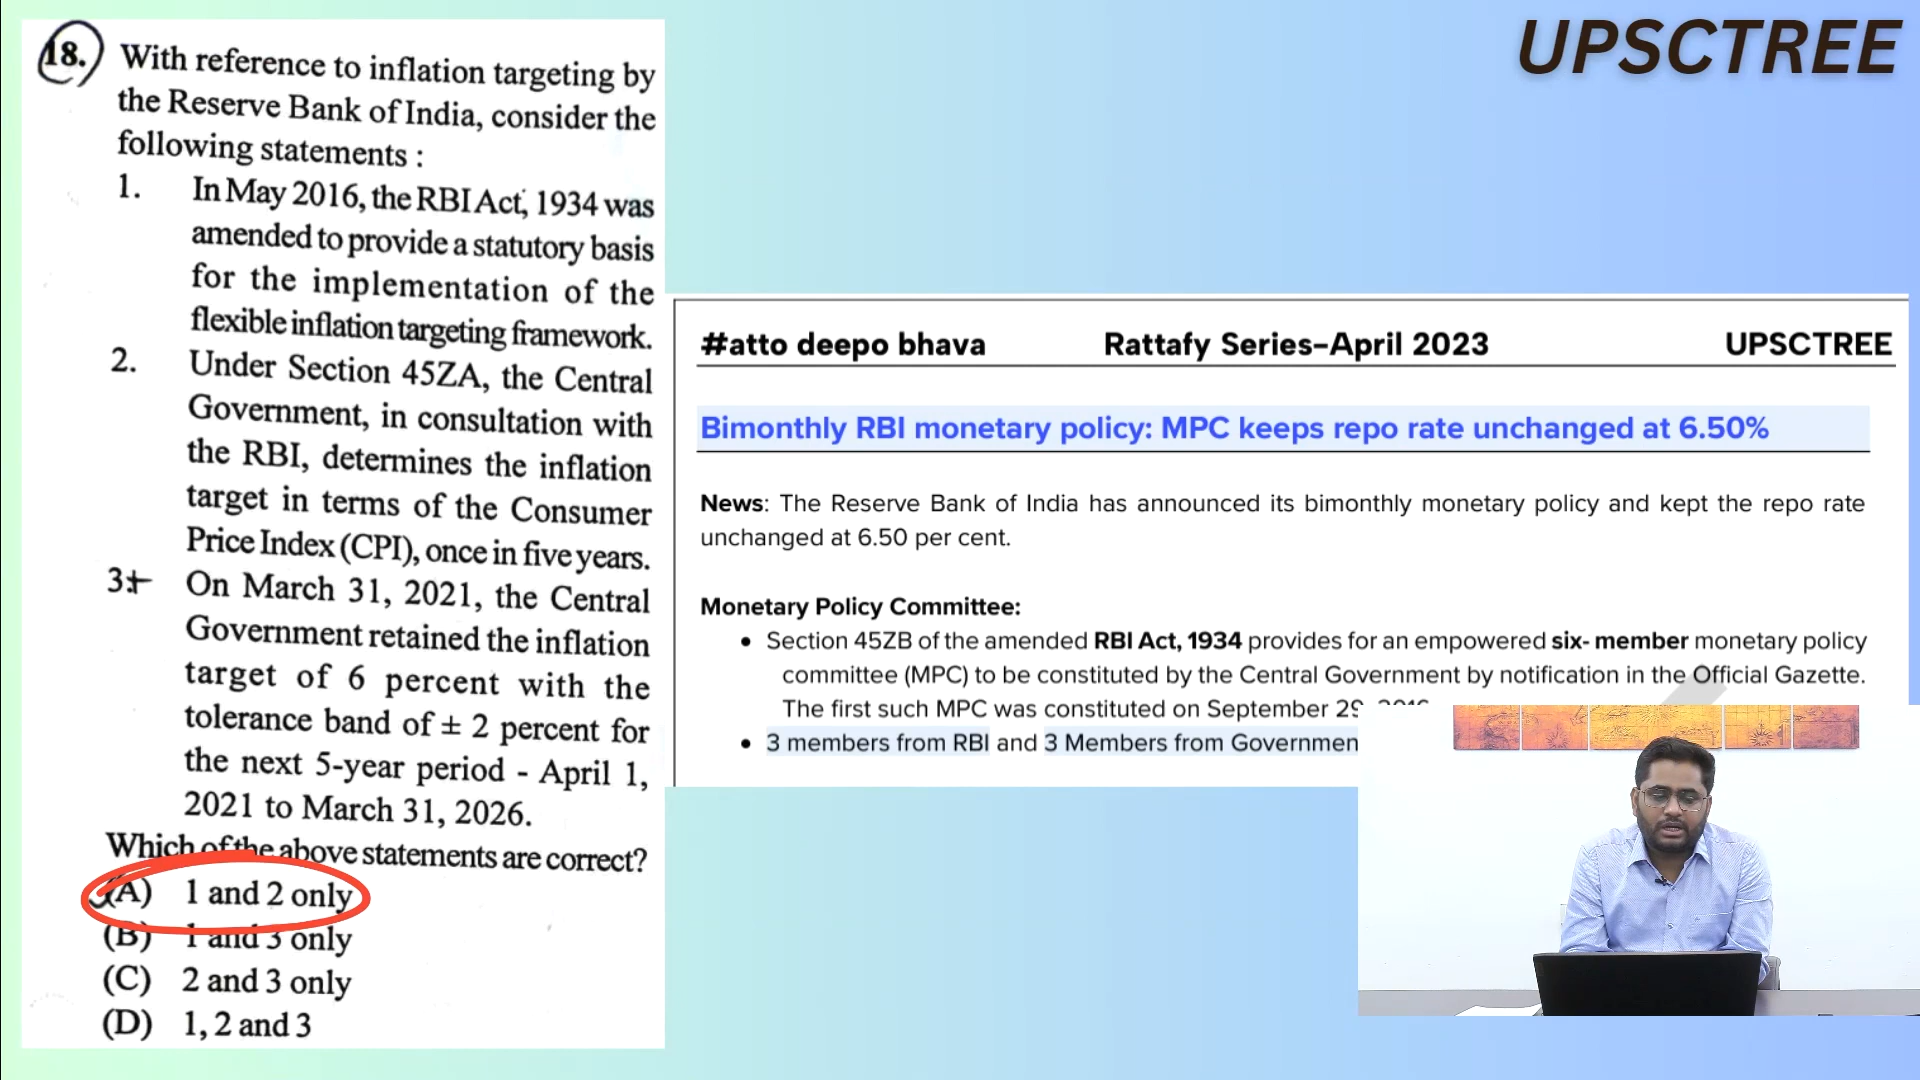 18. With reference to inflation targeting by
the Reserve Bank of India, consider the
following statements :
1. In May 2016, the RBI Act, 1934 was
amended to provide a statutory basis
for the implementation of the
flexible inflation targeting framework.
2. Under Section 45ZA, the Central
Government, in consultation with
the RBI, determines the inflation
target in terms of the Consumer
Price Index (CPI), once in five years.
3. On March 31, 2021, the Central
Government retained the inflation
target of 6 percent with the
tolerance band of ± 2 percent for
the next 5-year period - April 1,
2021 to March 31, 2026.
Which of the above statements are correct?
(A) 1 and 2 only
(B) 1 and 3 only
(C) 2 and 3 only
(D) 1, 2 and 3
UPSCTREE
#atto deepo bhava Rattafy Series–April 2023 UPSCTREE
Bimonthly RBI monetary policy: MPC keeps repo rate unchanged at 6.50%
News: The Reserve Bank of India has announced its bimonthly monetary policy and kept the repo rate
unchanged at 6.50 per cent.
Monetary Policy Committee:
• Section 45ZB of the amended RBI Act, 1934 provides for an empowered six- member monetary policy
committee (MPC) to be constituted by the Central Government by notification in the Official Gazette.
The first such MPC was constituted on September 29
• 3 members from RBI and 3 Members from Governmen